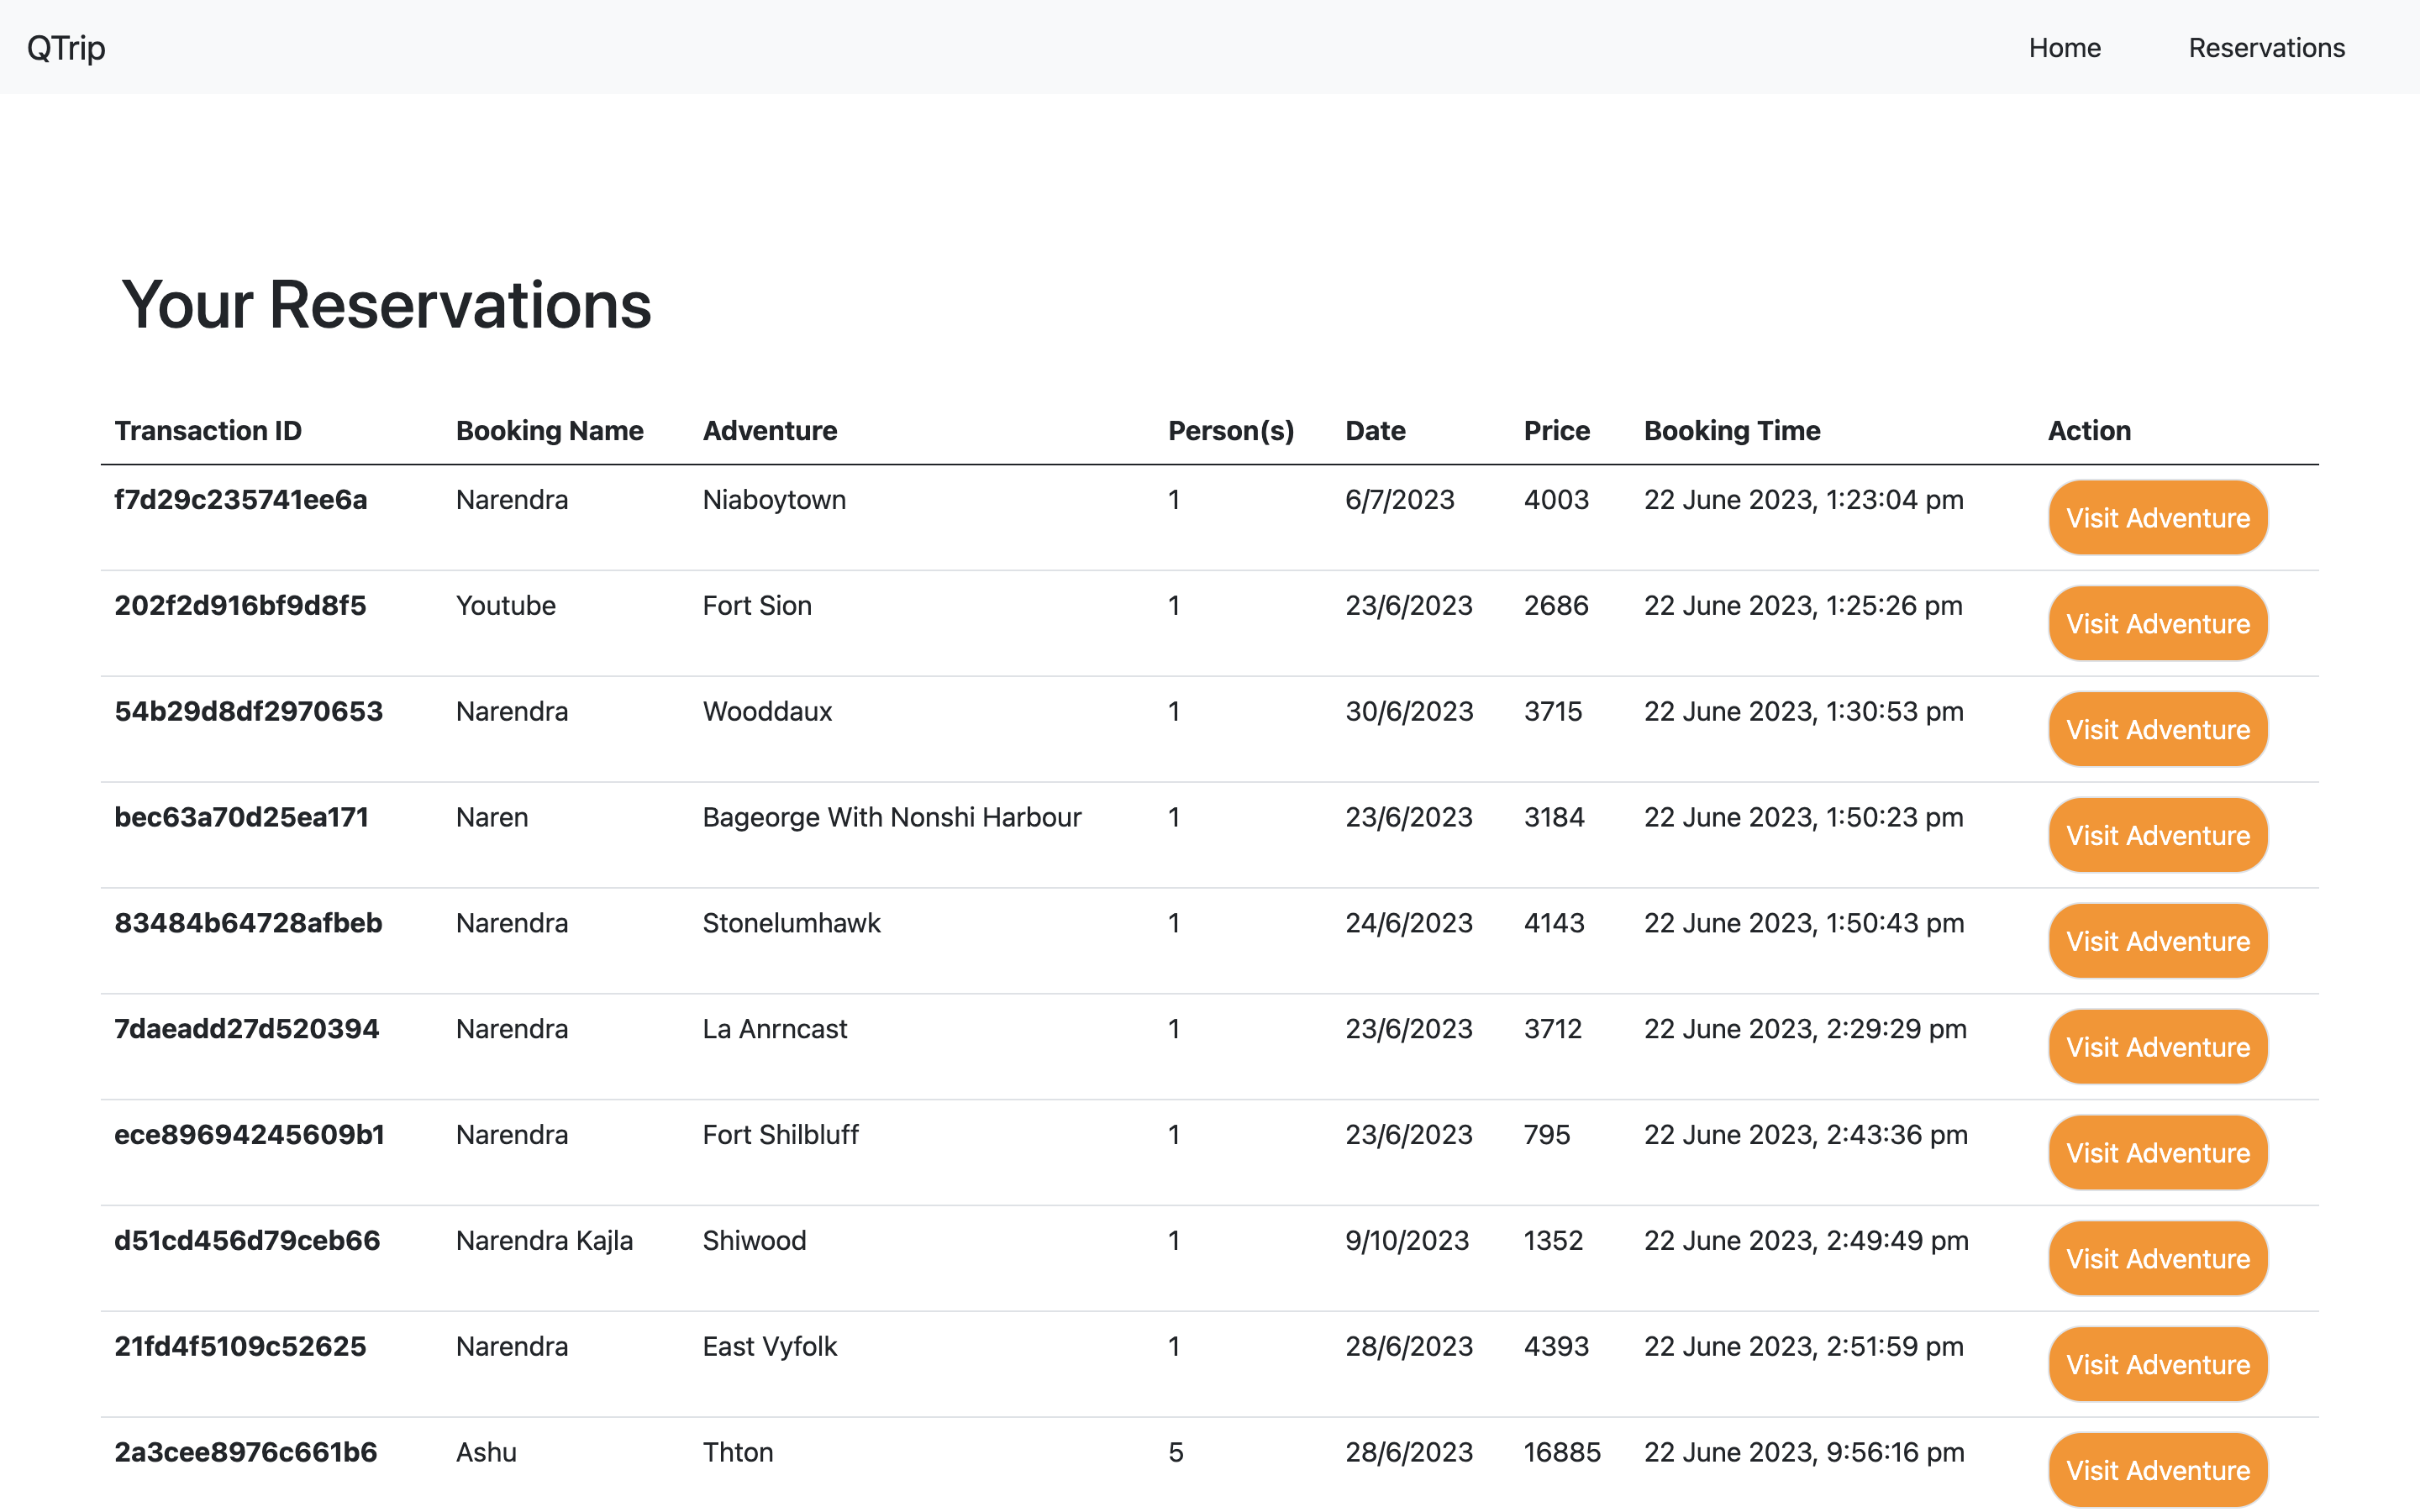 QTrip Home Reservations
Your Reservations
Transaction ID Booking Name Adventure Person(s) Date Price Booking Time Action
f7d29c235741ee6a Narendra Niaboytown 1 6/7/2023 4003 22 June 2023, 1:23:04 pm Visit Adventure
202f2d916bf9d8f5 Youtube Fort Sion 1 23/6/2023 2686 22 June 2023, 1:25:26 pm Visit Adventure
54b29d8df2970653 Narendra Wooddaux 1 30/6/2023 3715 22 June 2023, 1:30:53 pm Visit Adventure
bec63a70d25ea171 Naren Bageorge With Nonshi Harbour 1 23/6/2023 3184 22 June 2023, 1:50:23 pm Visit Adventure
83484b64728afbeb Narendra Stonelumhawk 1 24/6/2023 4143 22 June 2023, 1:50:43 pm Visit Adventure
7daeadd27d520394 Narendra La Anrncast 1 23/6/2023 3712 22 June 2023, 2:29:29 pm Visit Adventure
ece89694245609b1 Narendra Fort Shilbluff 1 23/6/2023 795 22 June 2023, 2:43:36 pm Visit Adventure
d51cd456d79ceb66 Narendra Kajla Shiwood 1 9/10/2023 1352 22 June 2023, 2:49:49 pm Visit Adventure
21fd4f5109c52625 Narendra East Vyfolk 1 28/6/2023 4393 22 June 2023, 2:51:59 pm Visit Adventure
2a3cee8976c661b6 Ashu Thton 5 28/6/2023 16885 22 June 2023, 9:56:16 pm Visit Adventure